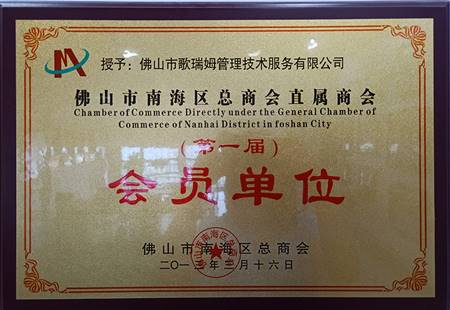 授予：佛山市歌瑞姆管理技术服务有限公司
佛山市南海区总商会直属商会
Chamber of Commerce Directly under the General Chamber of
Commerce of Nanhai District in foshan City
（第一届）
会员单位
佛山市南海区总商会
二〇一三年三月十六日